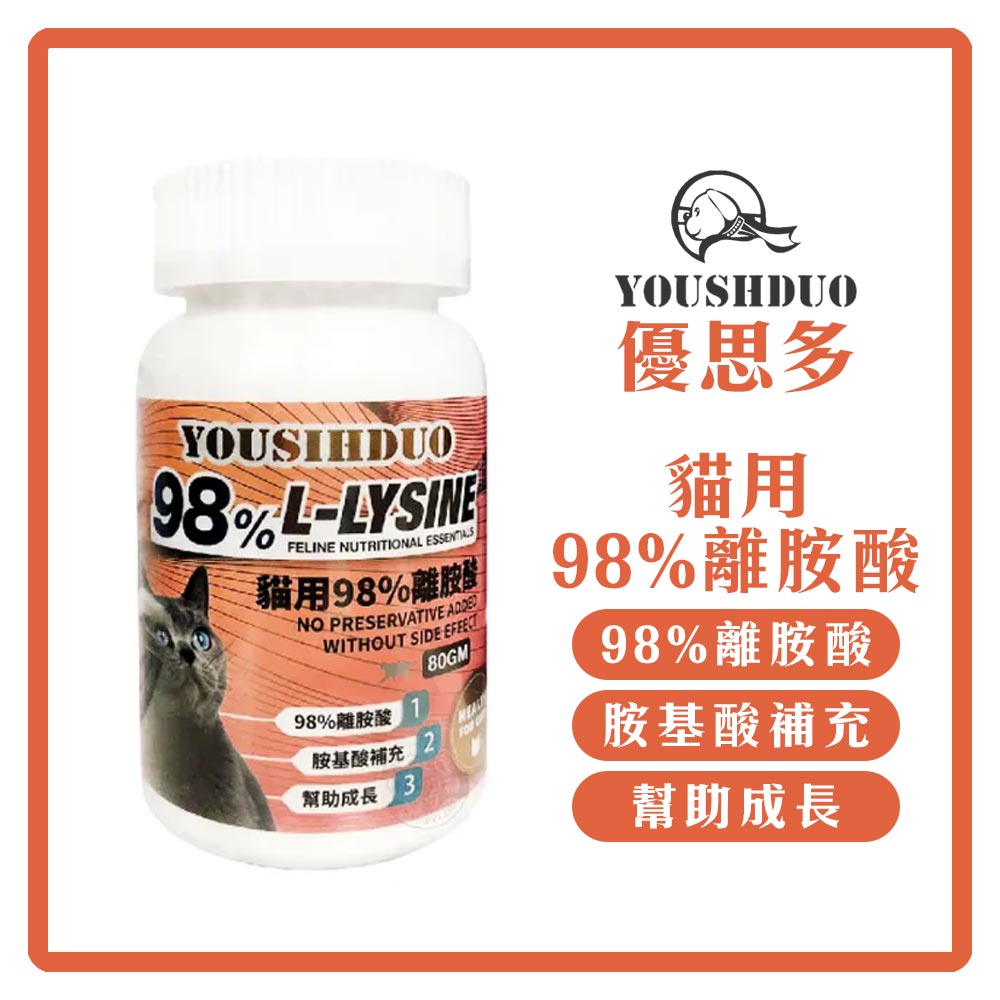 YOUSIHDUO
98% L-LYSINE
FELINE NUTRITIONAL ESSENTIALS
貓用98%離胺酸
NO PRESERVATIVE ADDED
WITHOUT SIDE EFFECT
80GM
98%離胺酸 1
胺基酸補充 2
幫助成長 3
YOUSHDUO
優思多
貓用
98%離胺酸
98%離胺酸
胺基酸補充
幫助成長